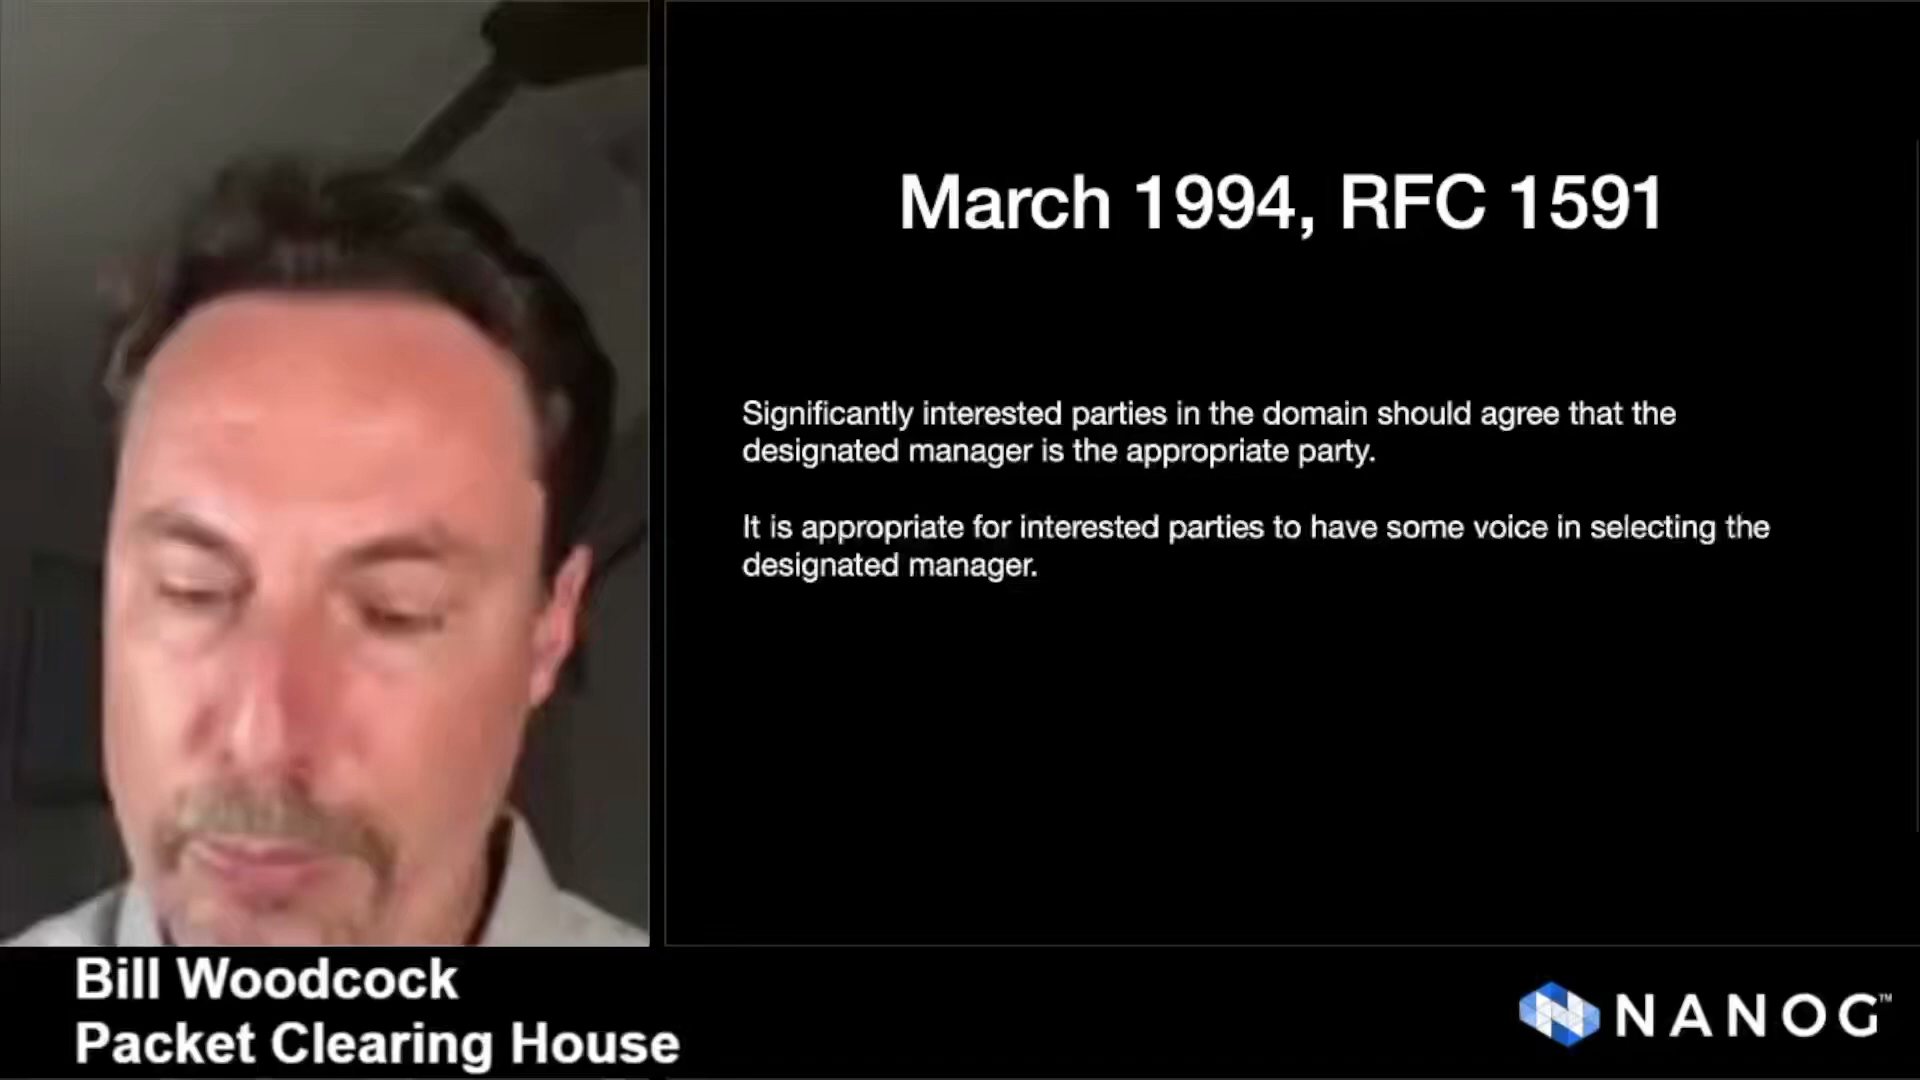 March 1994, RFC 1591
Significantly interested parties in the domain should agree that the
designated manager is the appropriate party.
It is appropriate for interested parties to have some voice in selecting the
designated manager.
Bill Woodcock
Packet Clearing House
NANOG™